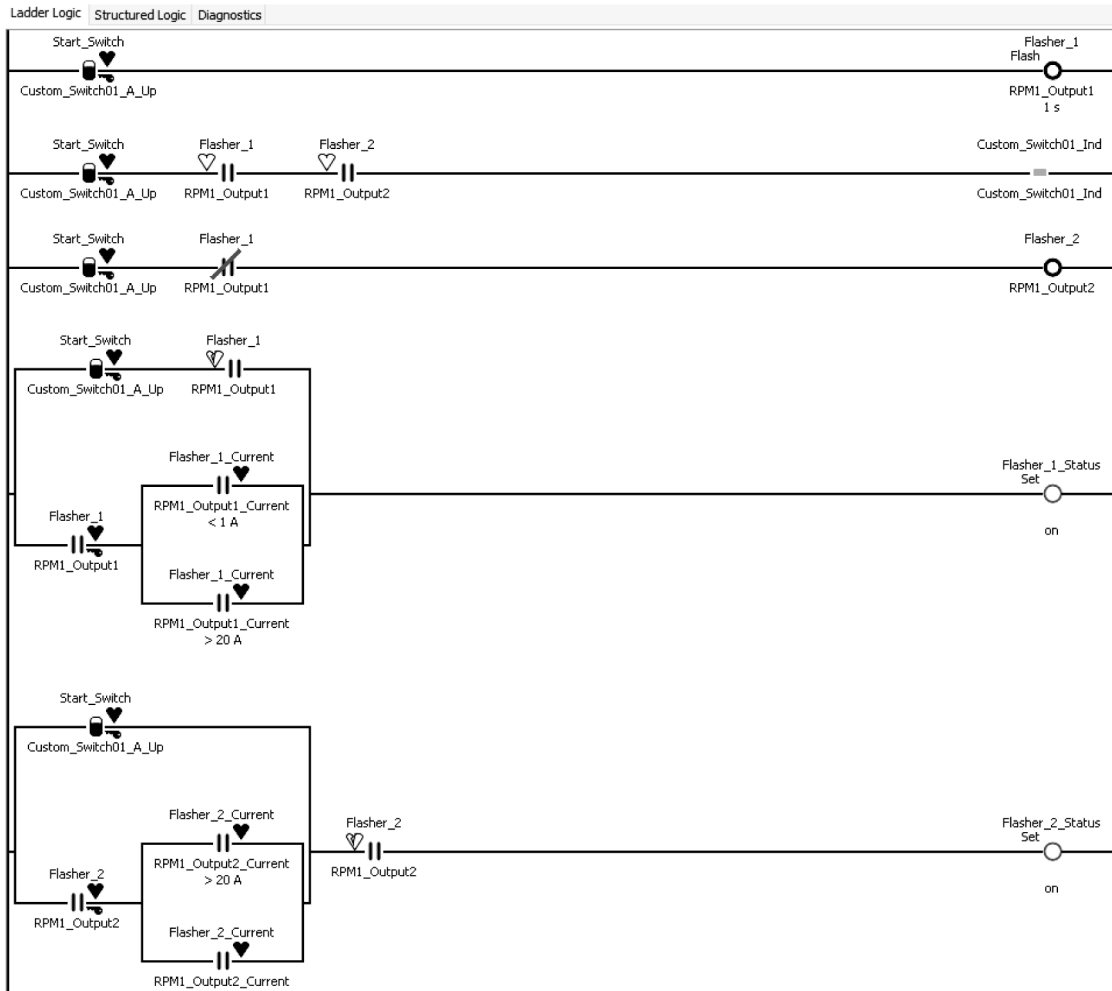 Ladder Logic Structured Logic Diagnostics
Start_Switch Flasher_1
Flash
Custom_Switch01_A_Up RPM1_Output1
1 s
Start_Switch Flasher_1 Flasher_2 Custom_Switch01_Ind
Custom_Switch01_A_Up RPM1_Output1 RPM1_Output2 Custom_Switch01_Ind
Start_Switch Flasher_1 Flasher_2
Custom_Switch01_A_Up RPM1_Output1 RPM1_Output2
Start_Switch Flasher_1
Custom_Switch01_A_Up RPM1_Output1
Flasher_1_Current Flasher_1_Status
Set
RPM1_Output1_Current
< 1 A
Flasher_1 on
RPM1_Output1
Flasher_1_Current
RPM1_Output1_Current
> 20 A
Start_Switch
Custom_Switch01_A_Up
Flasher_2_Current Flasher_2 Flasher_2_Status
Set
RPM1_Output2_Current RPM1_Output2
> 20 A
Flasher_2 on
RPM1_Output2
Flasher_2_Current
RPM1_Output2_Current